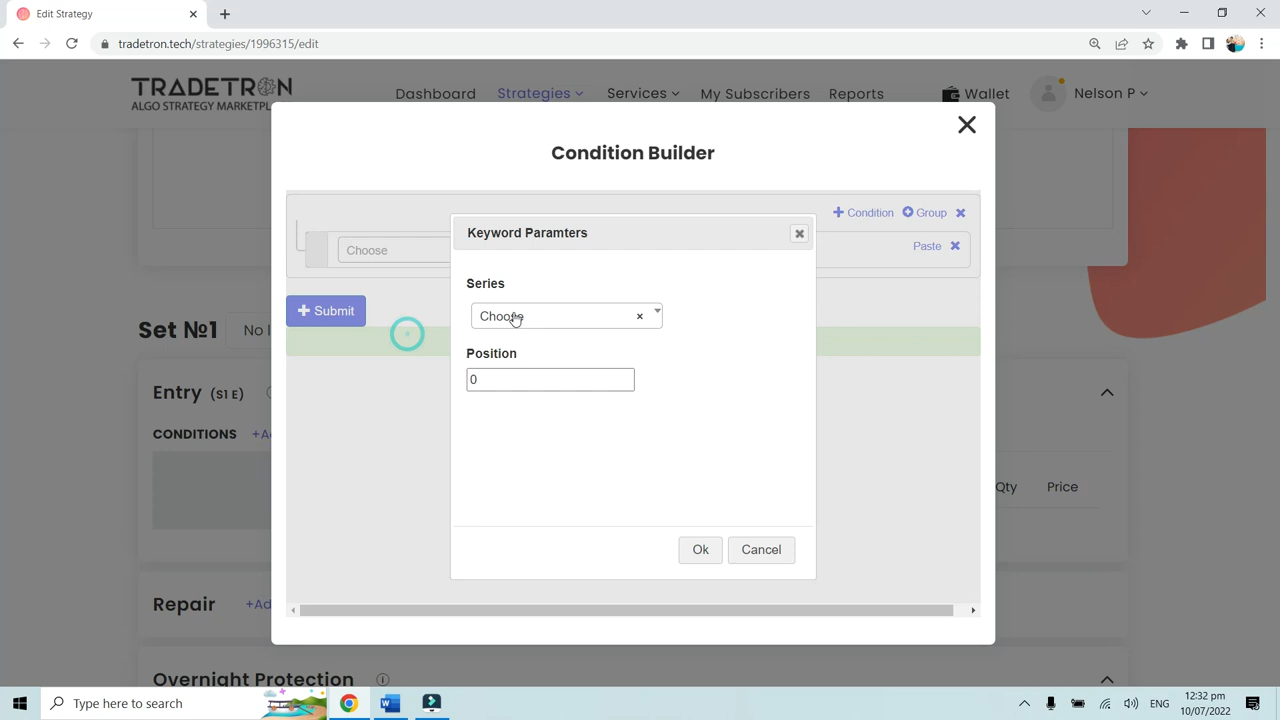 Edit Strategy
tradetron.tech/strategies/1996315/edit
TRADETRON
ALGO STRATEGY MARKETPL
Dashboard
Strategies
Services
My Subscribers
Reports
Wallet
Nelson P
Condition Builder
Condition
Group
Choose
Paste
Submit
Keyword Paramters
Series
Choose
Position
0
Ok
Cancel
Set №1
Entry (S1 E)
CONDITIONS
Qty
Price
Repair
Overnight Protection
Type here to search
ENG
12:32 pm
10/07/2022